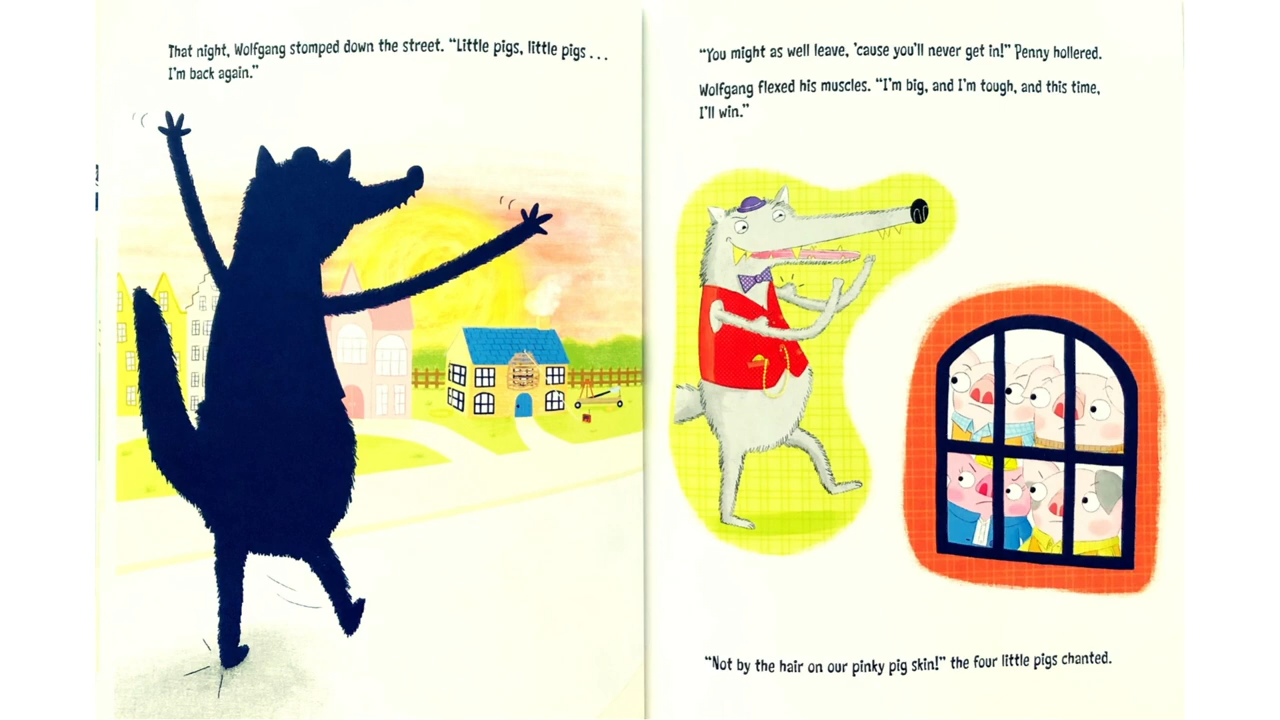 That night, Wolfgang stomped down the street. “Little pigs, little pigs . . .
I’m back again.”
“You might as well leave, ’cause you’ll never get in!” Penny hollered.
Wolfgang flexed his muscles. “I’m big, and I’m tough, and this time,
I’ll win.”
“Not by the hair on our pinky pig skin!” the four little pigs chanted.